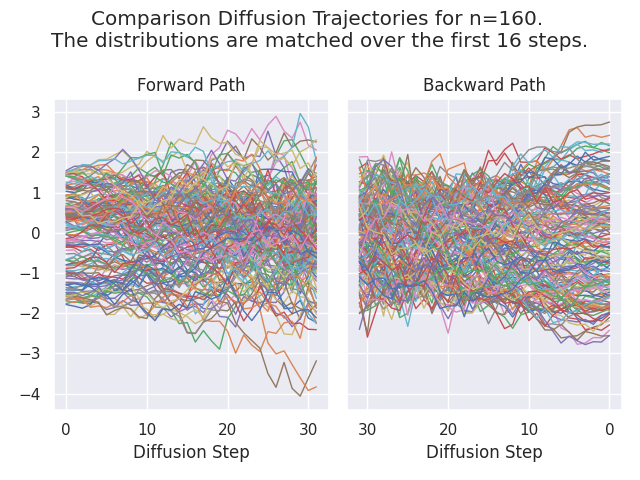 Comparison Diffusion Trajectories for n=160.
The distributions are matched over the first 16 steps.
Forward Path
Backward Path
3
2
1
0
−1
−2
−3
−4
0 10 20 30
30 20 10 0
Diffusion Step
Diffusion Step